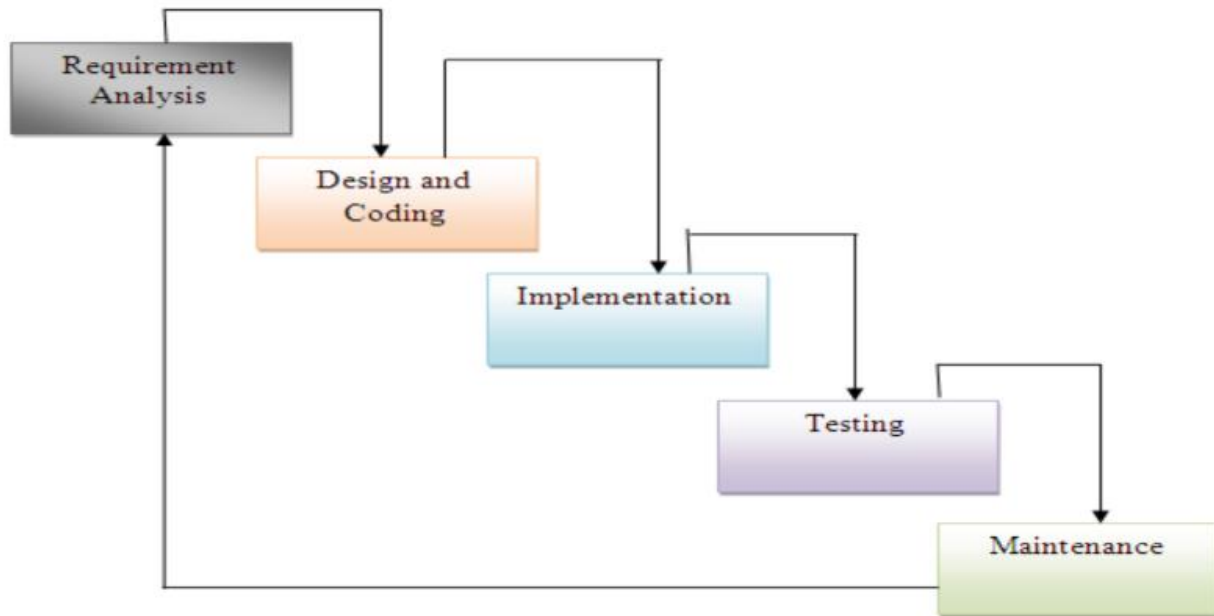 Requirement
Analysis
Design and
Coding
Implementation
Testing
Maintenance